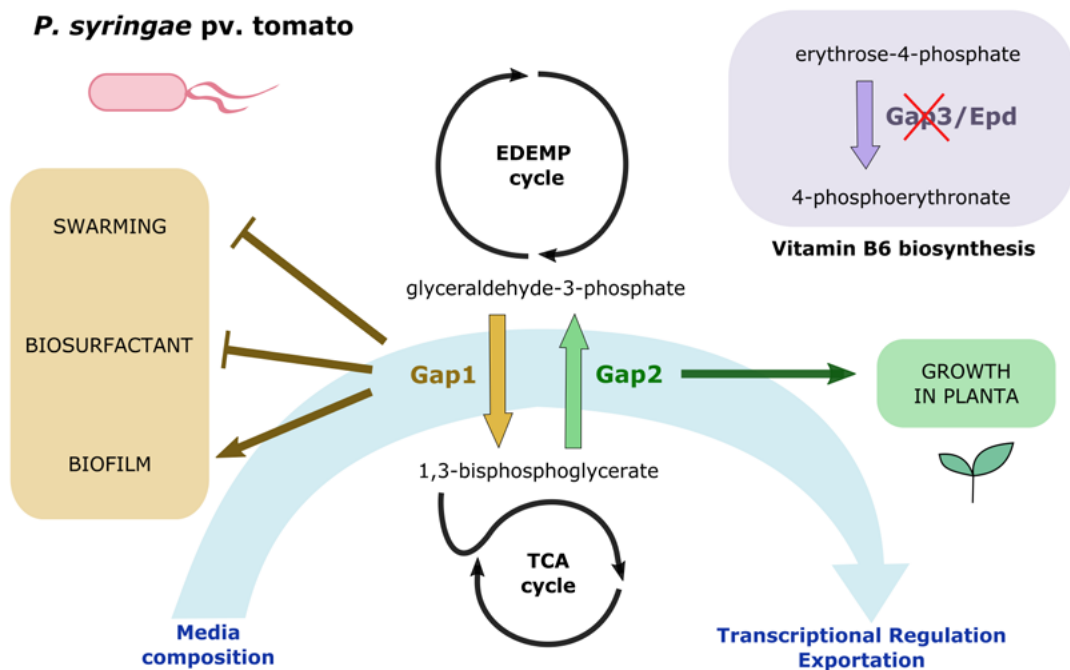 P. syringae pv. tomato
SWARMING
BIOSURFACTANT
BIOFILM
EDEMP
cycle
glyceraldehyde-3-phosphate
Gap1
Gap2
1,3-bisphosphoglycerate
TCA
cycle
erythrose-4-phosphate
Gap3/Epd
4-phosphoerythronate
Vitamin B6 biosynthesis
GROWTH
IN PLANTA
Media
composition
Transcriptional Regulation
Exportation